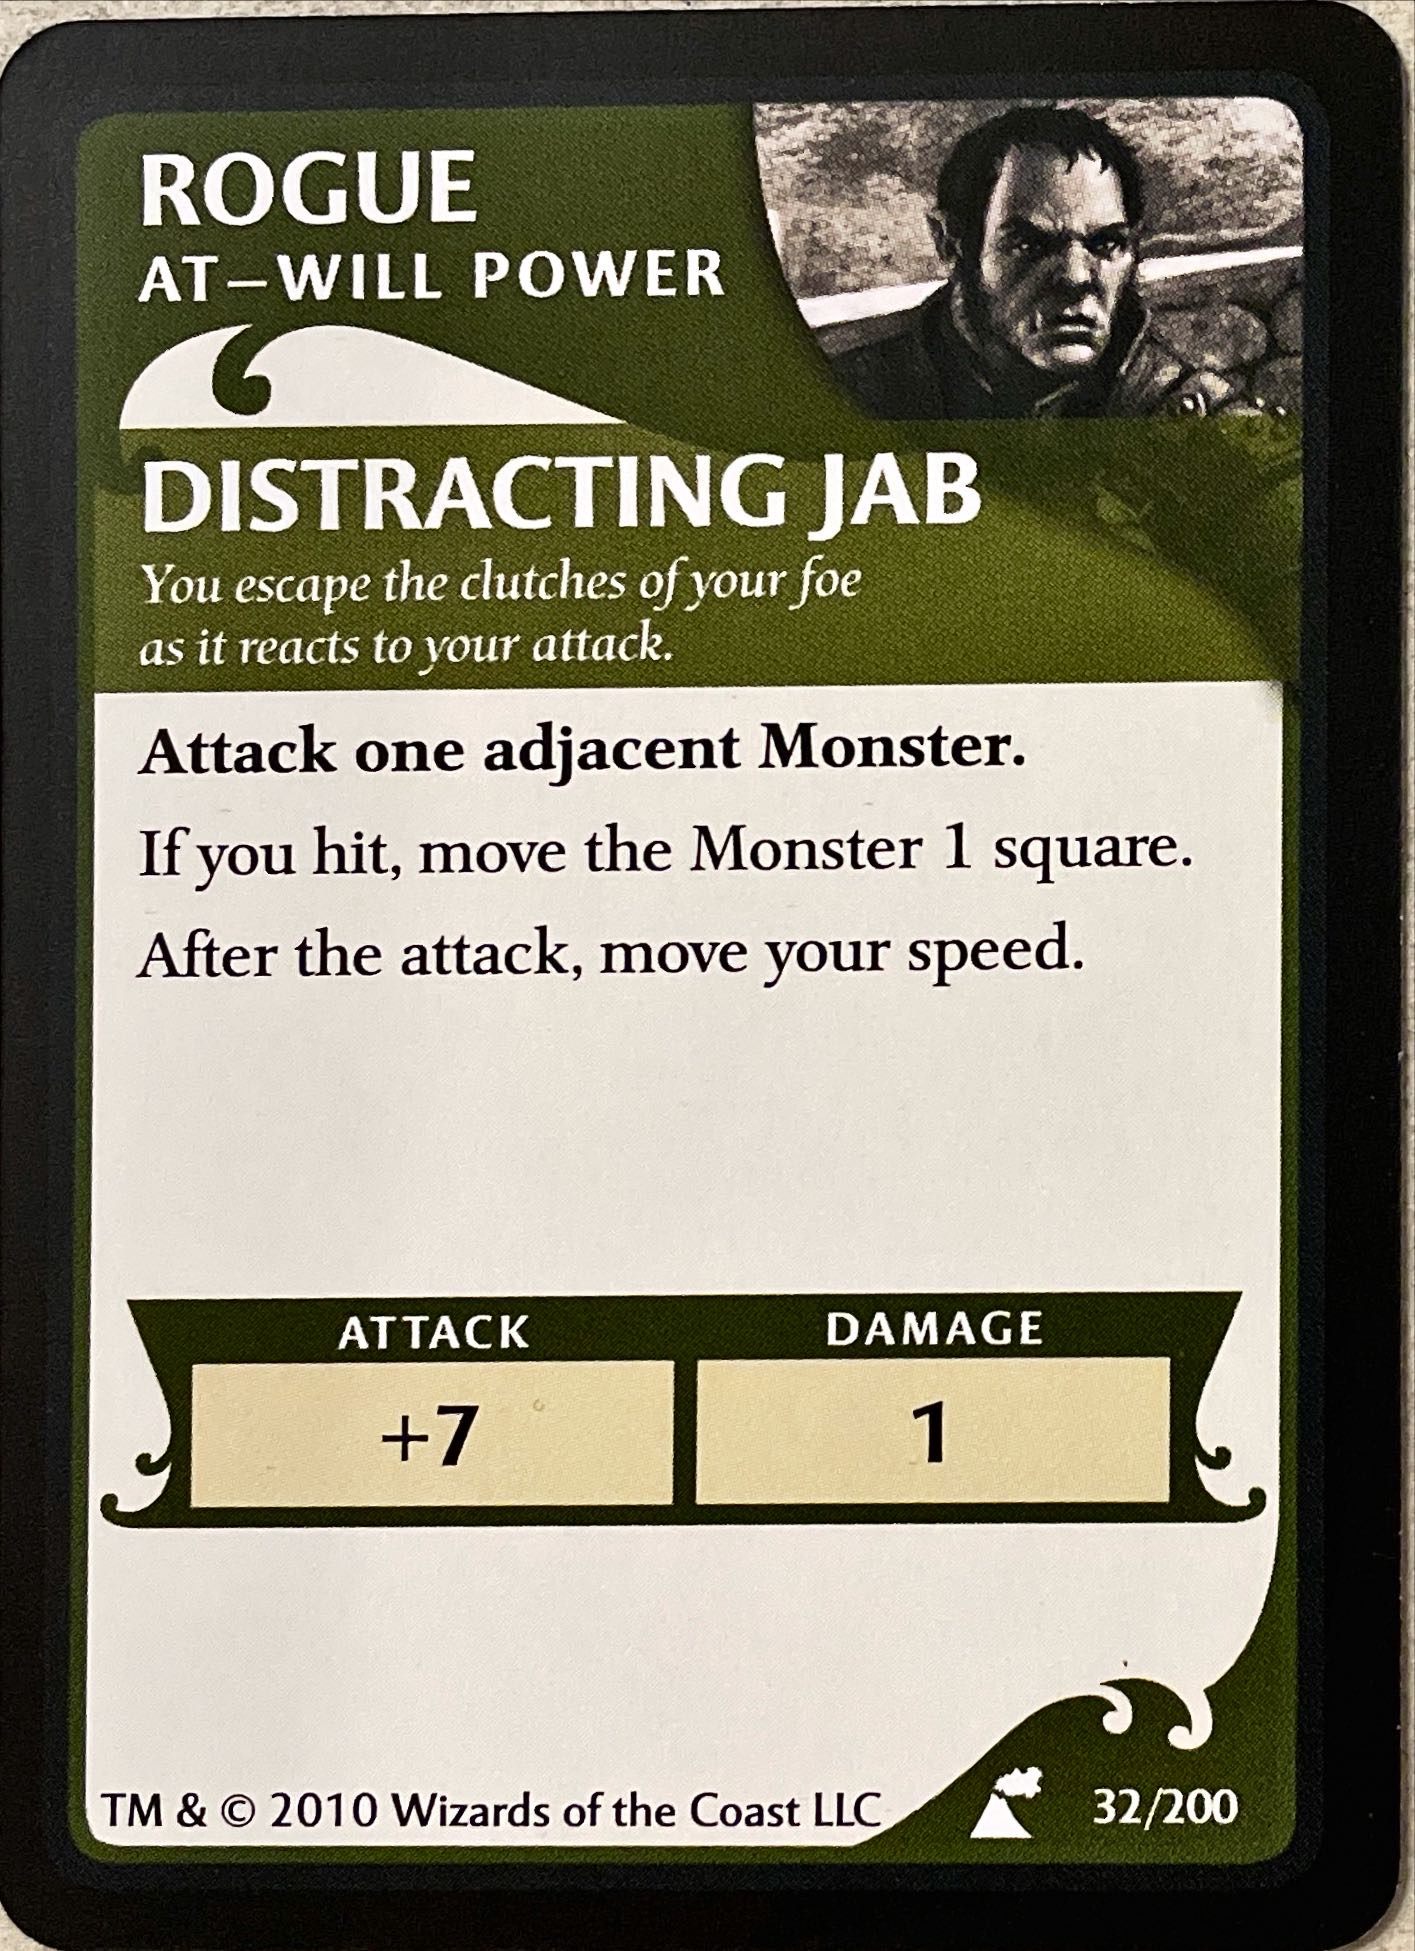 ROGUE
AT–WILL POWER
DISTRACTING JAB
You escape the clutches of your foe
as it reacts to your attack.
Attack one adjacent Monster.
If you hit, move the Monster 1 square.
After the attack, move your speed.
ATTACK DAMAGE
+7 1
TM & © 2010 Wizards of the Coast LLC 32/200